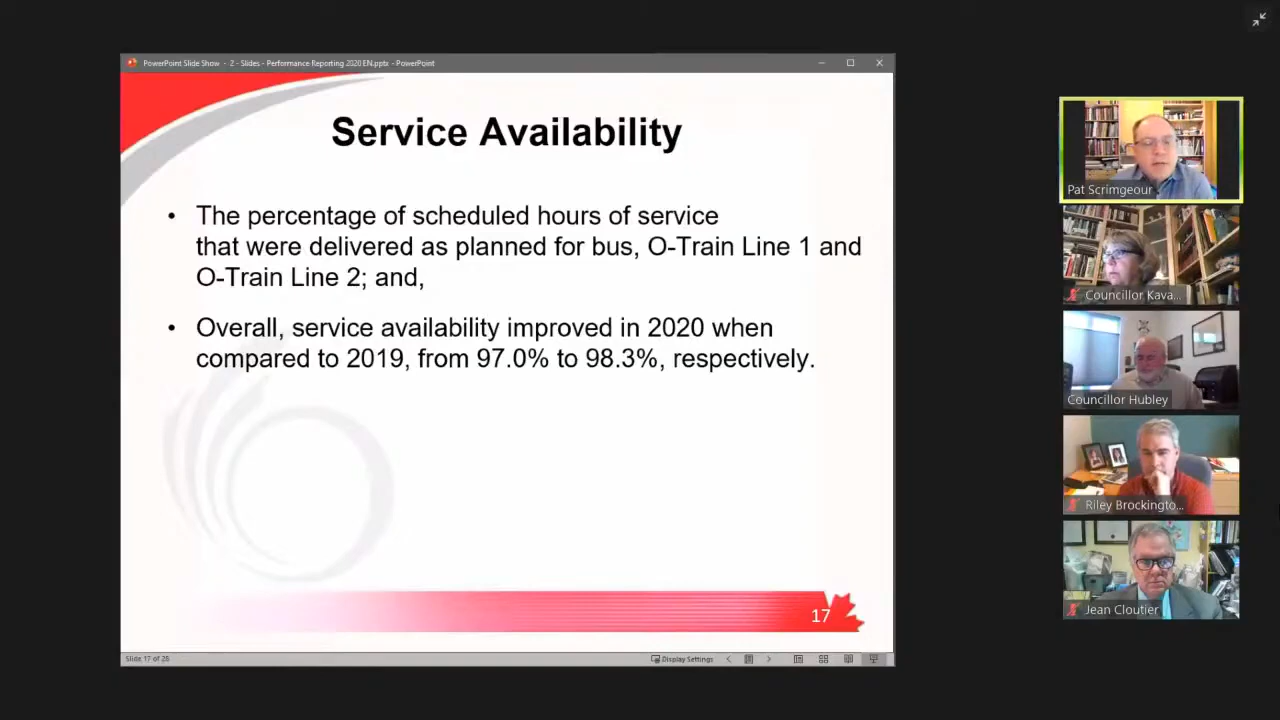 PowerPoint Slide Show - 2 - Slides - Performance Reporting 2020 EN.pptx - PowerPoint
Service Availability
• The percentage of scheduled hours of service
that were delivered as planned for bus, O-Train Line 1 and
O-Train Line 2; and,
• Overall, service availability improved in 2020 when
compared to 2019, from 97.0% to 98.3%, respectively.
17
Slide 17 of 26
Display Settings
Pat Scrimgeour
Councillor Kava...
Councillor Hubley
Riley Brockingto...
Jean Cloutier